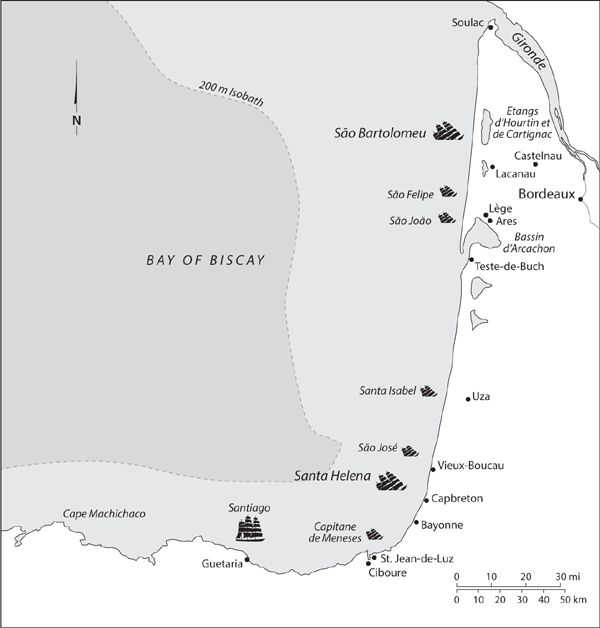 Soulac
Gironde
200 m Isobath
N
Etangs
d'Hourtin et
de Cartignac
São Bartolomeu
Castelnau
Lacanau
São Felipe
Bordeaux
São João
Lège
Ares
Bassin
d'Arcachon
BAY OF BISCAY
Teste-de-Buch
Santa Isabel
Uza
São José
Vieux-Boucau
Santa Helena
Capbreton
Cape Machichaco
Santiago
Capitane
de Meneses
Bayonne
Guetaria
St. Jean-de-Luz
Ciboure
0 10 20 30 mi
0 10 20 30 40 50 km